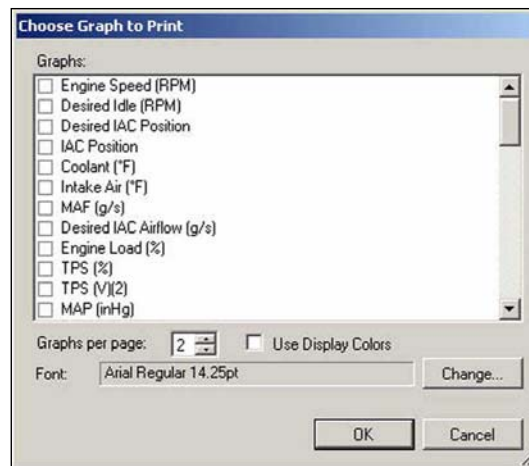 Choose Graph to Print
Graphs:
Engine Speed (RPM)
Desired Idle (RPM)
Desired IAC Position
IAC Position
Coolant (°F)
Intake Air (°F)
MAF (g/s)
Desired IAC Airflow (g/s)
Engine Load (%)
TPS (%)
TPS (V)(2)
MAP (inHg)
Graphs per page: 2 Use Display Colors
Font: Arial Regular 14.25pt Change...
OK Cancel